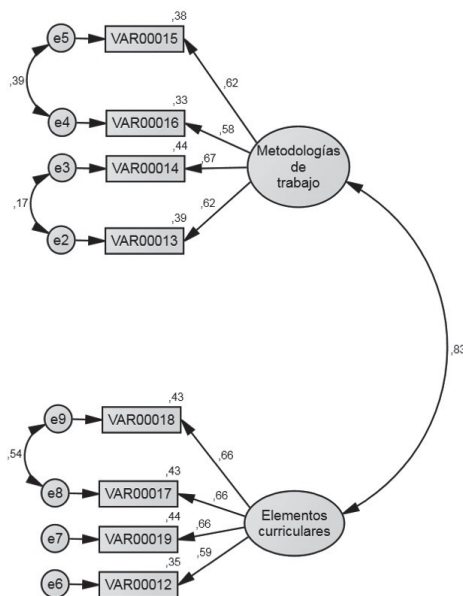 ,38
e5 VAR00015
,39
,62
,33
e4 VAR00016
,58
Metodologías
de
trabajo
,44
e3 VAR00014
,67
,17
,39
,62
e2 VAR00013
,83
,43
e9 VAR00018
,54
,66
,43
e8 VAR00017
,66
Elementos
curriculares
,44
e7 VAR00019
,66
,35
,59
e6 VAR00012